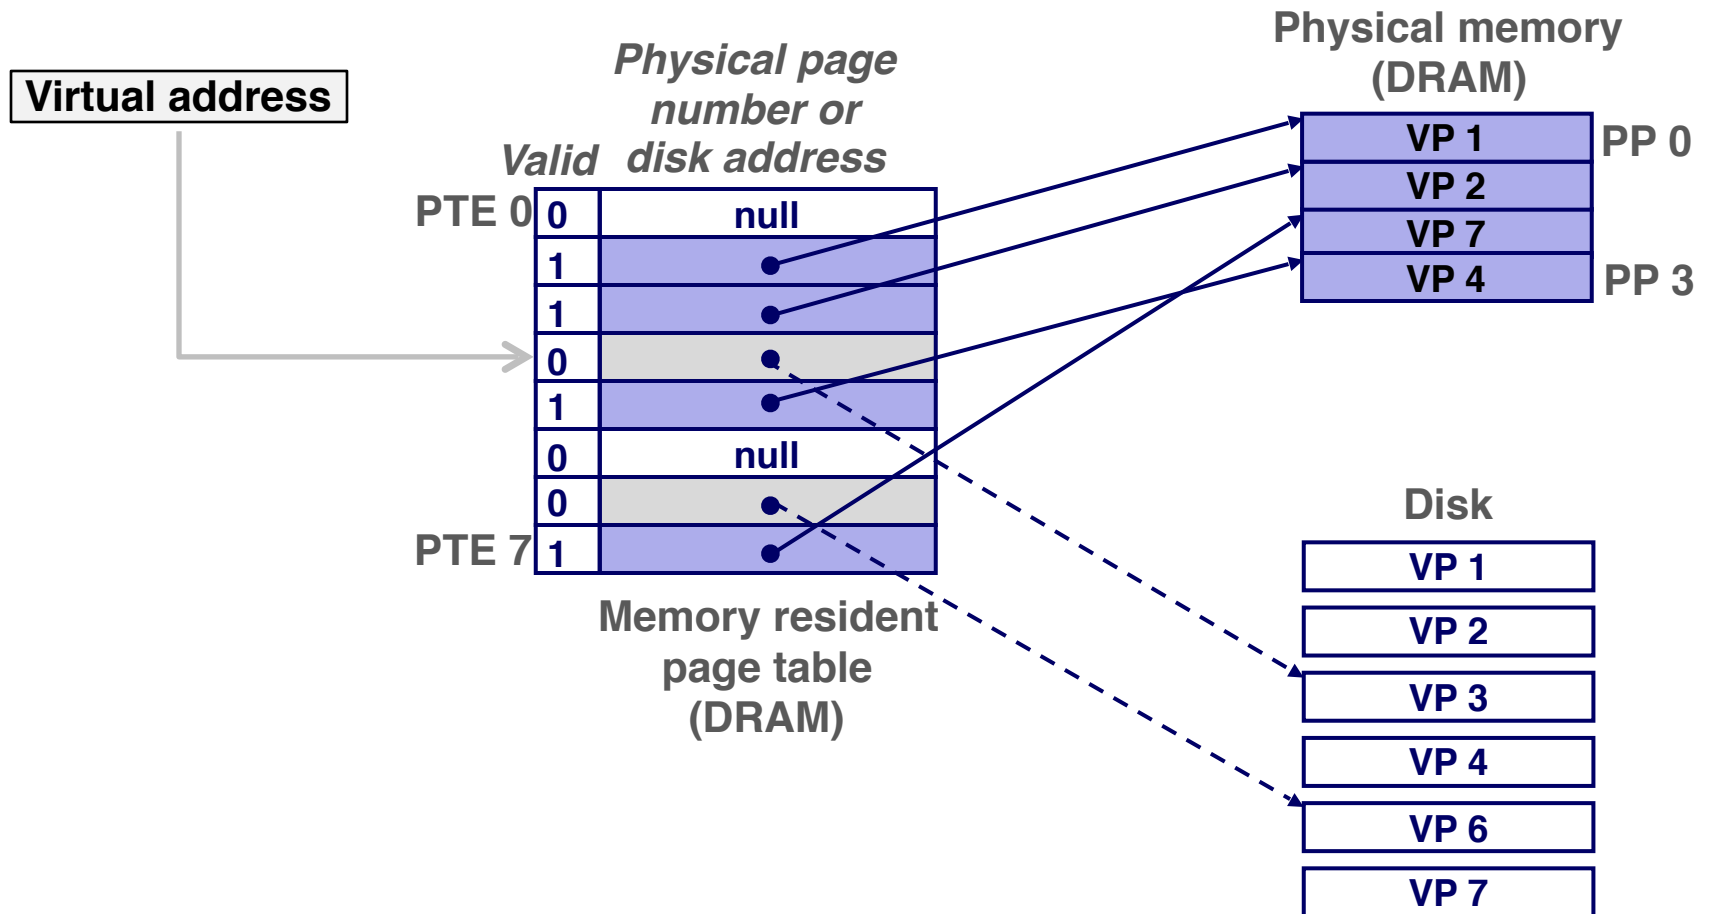 Virtual address
Physical page
number or
disk address
Valid
PTE 0
0
null
1
1
0
1
0
null
0
PTE 7
1
Memory resident
page table
(DRAM)
Physical memory
(DRAM)
VP 1
PP 0
VP 2
VP 7
VP 4
PP 3
Disk
VP 1
VP 2
VP 3
VP 4
VP 6
VP 7